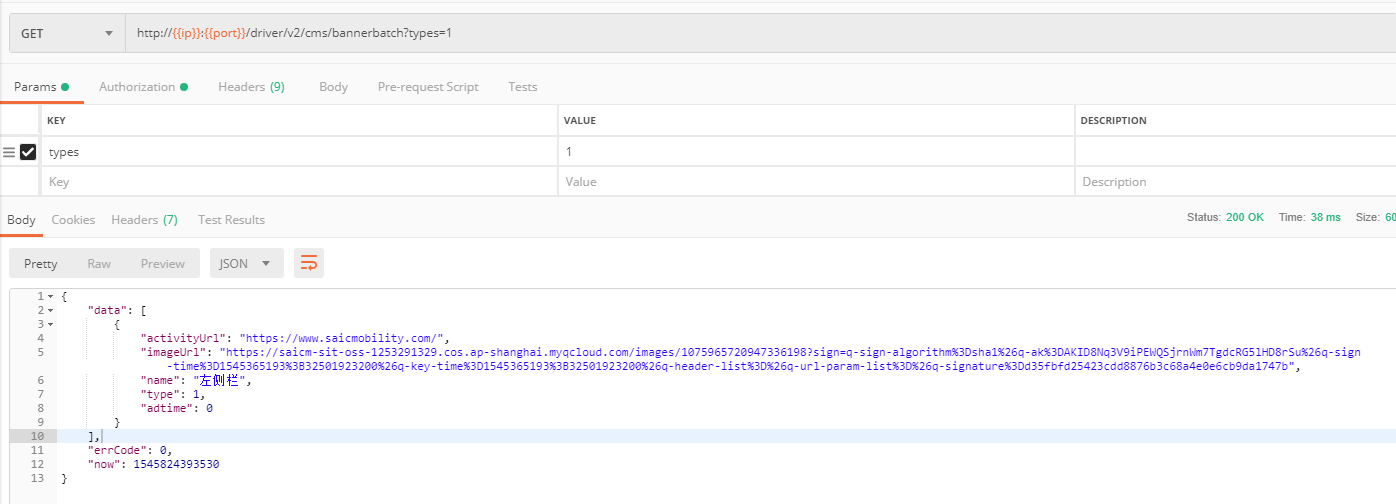 GET http://{{ip}}:{{port}}/driver/v2/cms/bannerbatch?types=1
Params Authorization Headers (9) Body Pre-request Script Tests
KEY VALUE DESCRIPTION
types 1
Key Value Description
Body Cookies Headers (7) Test Results Status: 200 OK Time: 38 ms Size: 60
Pretty Raw Preview JSON
1 {
2 "data": [
3 {
4 "activityUrl": "https://www.saicmobility.com/",
5 "imageUrl": "https://saicm-sit-oss-1253291329.cos.ap-shanghai.myqcloud.com/images/1075965720947336198?sign=q-sign-algorithm%3Dsha1%26q-ak%3DAKID8Nq3V9iPEWQSjrnWm7TgdcRG5lHD8rSu%26q-sign
-time%3D1545365193%3B32501923200%26q-key-time%3D1545365193%3B32501923200%26q-header-list%3D%26q-url-param-list%3D%26q-signature%3Dd35fbfd25423cdd8876b3c68a4e0e6cb9da1747b",
6 "name": "左侧栏",
7 "type": 1,
8 "adtime": 0
9 }
10 ],
11 "errCode": 0,
12 "now": 1545824393530
13 }